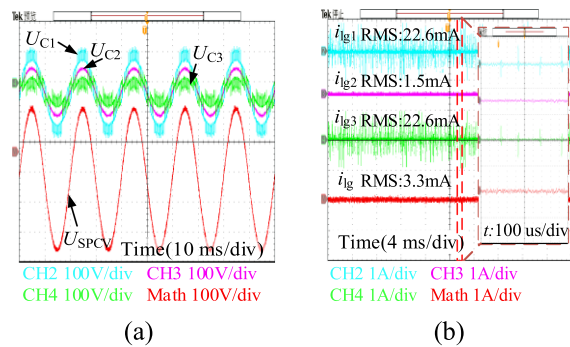 Tek
U_C1
U_C2
U_C3
U_SPCV
Time(10 ms/div)
CH2 100V/div CH3 100V/div
CH4 100V/div Math 100V/div
(a)
Tek
i_lg1 RMS:22.6mA
i_lg2 RMS:1.5mA
i_lg3 RMS:22.6mA
i_lg RMS:3.3mA
t:100 us/div
Time(4 ms/div)
CH2 1A/div CH3 1A/div
CH4 1A/div Math 1A/div
(b)